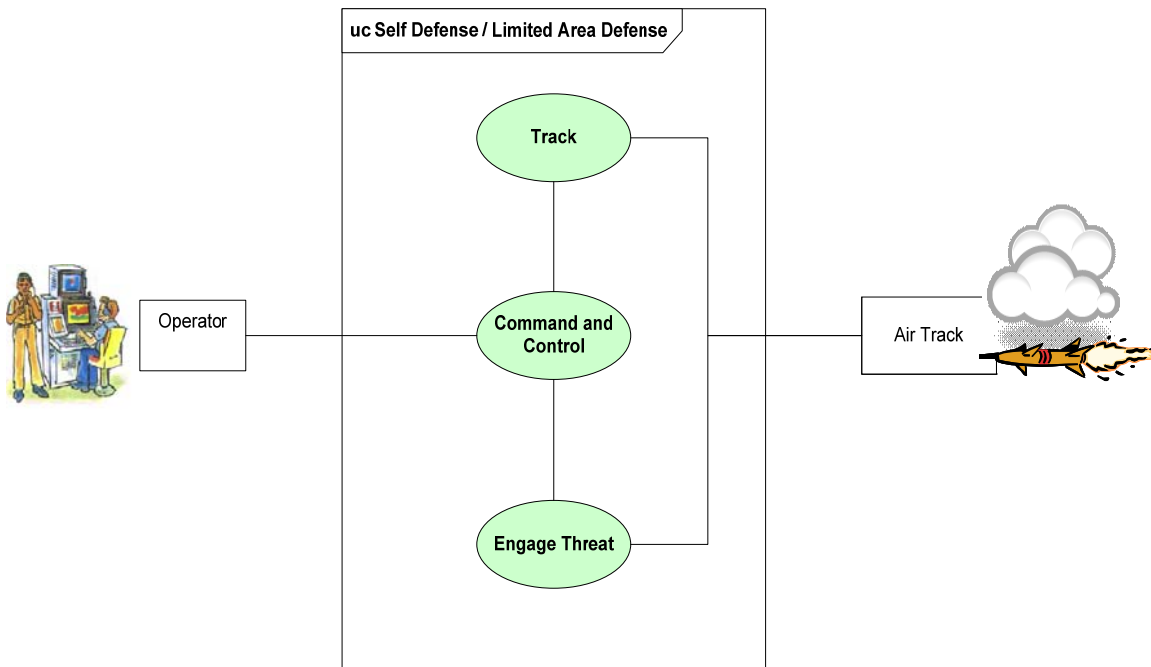 uc Self Defense / Limited Area Defense
Track
Operator
Command and
Control
Air Track
Engage Threat